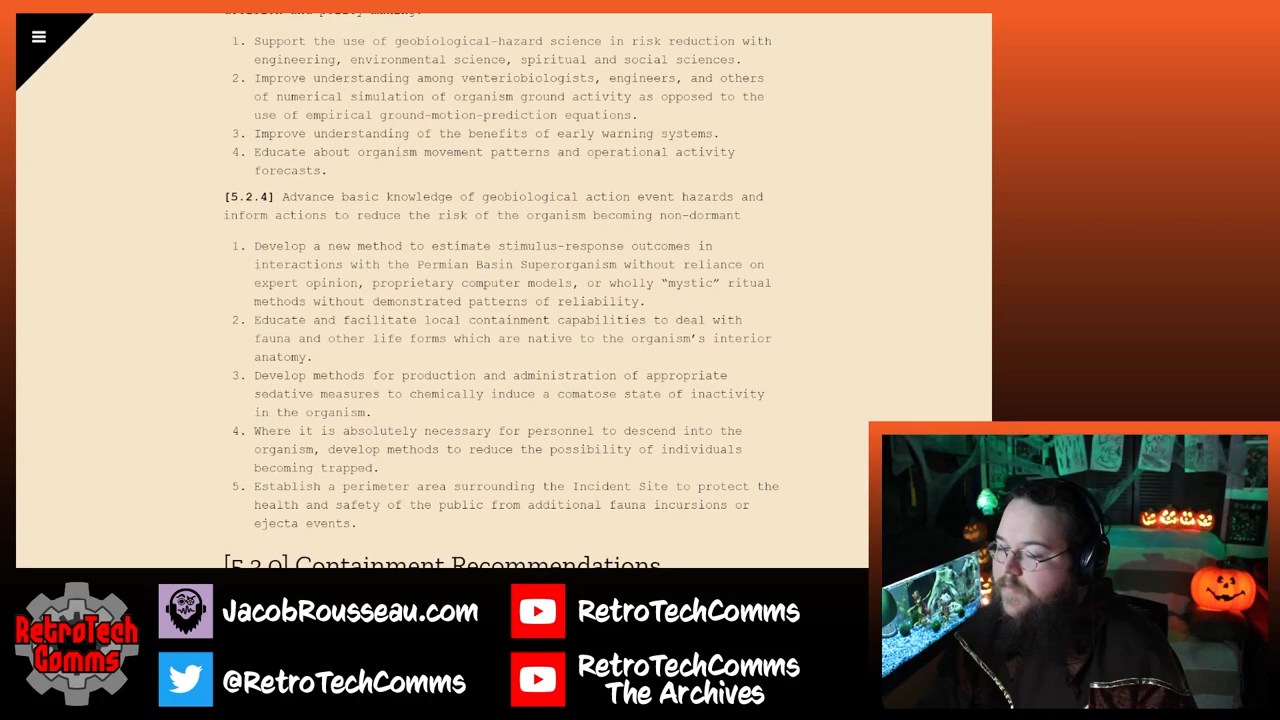 1. Support the use of geobiological-hazard science in risk reduction with
engineering, environmental science, spiritual and social sciences.
2. Improve understanding among venteriobiologists, engineers, and others
of numerical simulation of organism ground activity as opposed to the
use of empirical ground-motion-prediction equations.
3. Improve understanding of the benefits of early warning systems.
4. Educate about organism movement patterns and operational activity
forecasts.
[5.2.4] Advance basic knowledge of geobiological action event hazards and
inform actions to reduce the risk of the organism becoming non-dormant
1. Develop a new method to estimate stimulus-response outcomes in
interactions with the Permian Basin Superorganism without reliance on
expert opinion, proprietary computer models, or wholly “mystic” ritual
methods without demonstrated patterns of reliability.
2. Educate and facilitate local containment capabilities to deal with
fauna and other life forms which are native to the organism’s interior
anatomy.
3. Develop methods for production and administration of appropriate
sedative measures to chemically induce a comatose state of inactivity
in the organism.
4. Where it is absolutely necessary for personnel to descend into the
organism, develop methods to reduce the possibility of individuals
becoming trapped.
5. Establish a perimeter area surrounding the Incident Site to protect the
health and safety of the public from additional fauna incursions or
ejecta events.
[5.3.0] Containment Recommendations
RetroTech
Comms
JacobRousseau.com
@RetroTechComms
RetroTechComms
RetroTechComms
The Archives